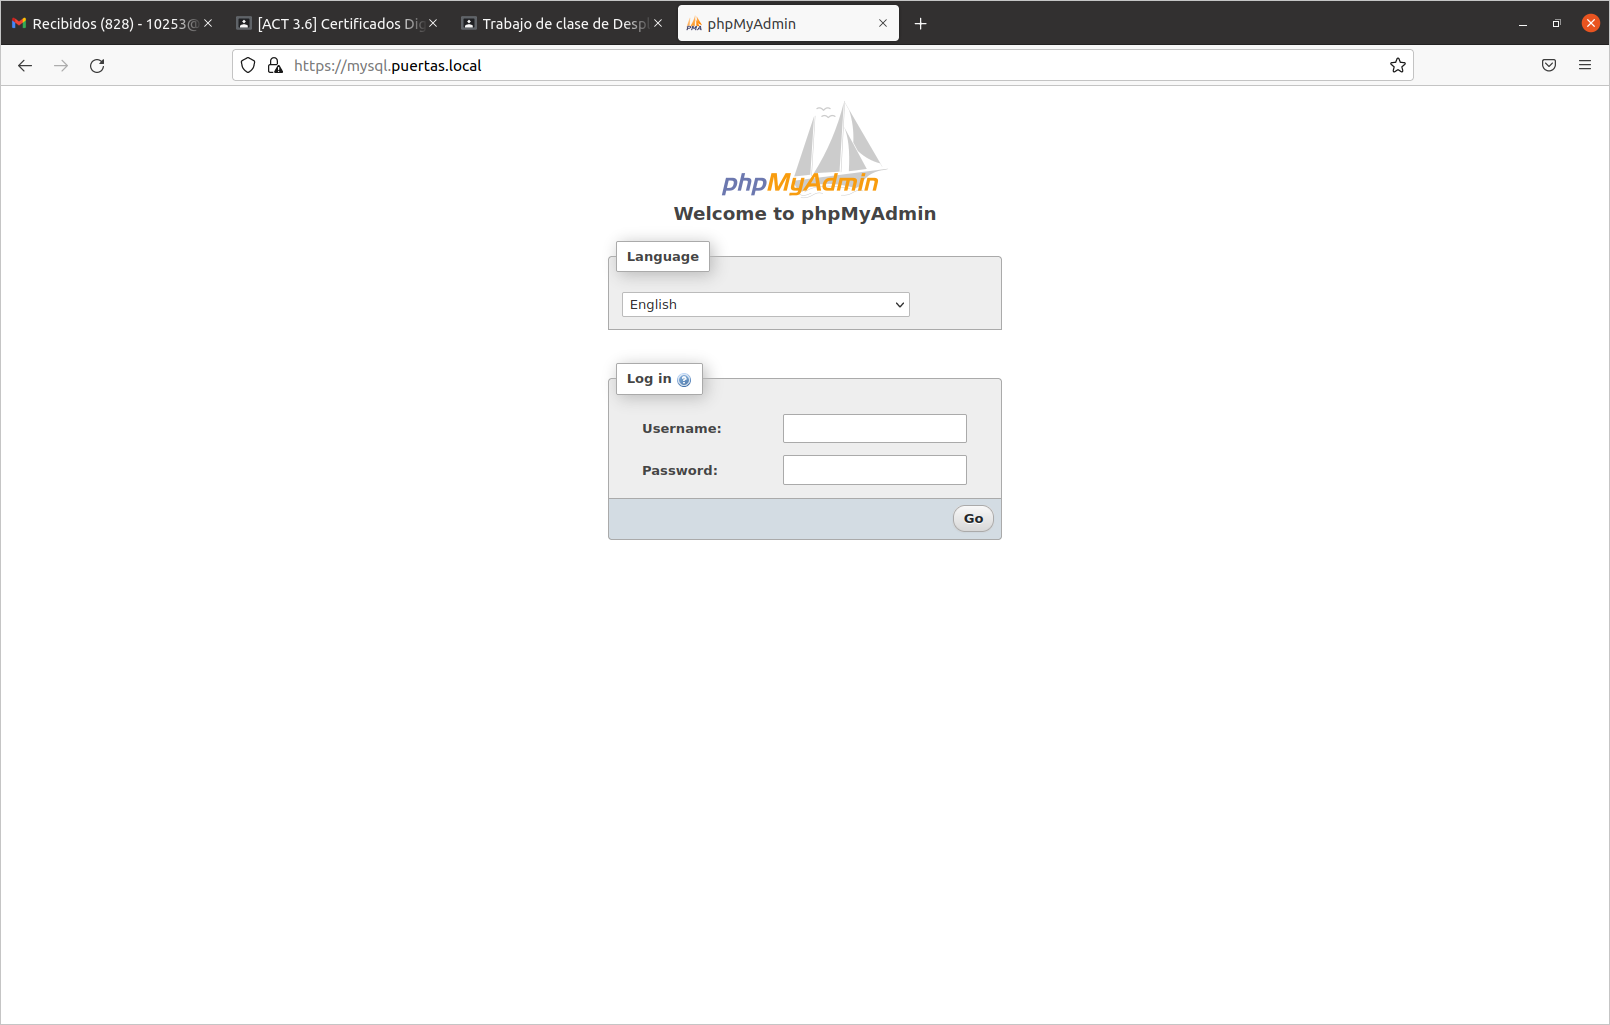 Recibidos (828) - 10253@
[ACT 3.6] Certificados Dig
Trabajo de clase de Despl
phpMyAdmin
https://mysql.puertas.local
phpMyAdmin
Welcome to phpMyAdmin
Language
English
Log in
Username:
Password:
Go